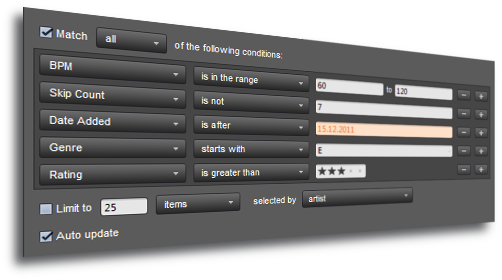 Match all of the following conditions:
BPM is in the range 60 to 120
Skip Count is not 7
Date Added is after 15.12.2011
Genre starts with E
Rating is greater than
Limit to 25 items selected by artist
Auto update